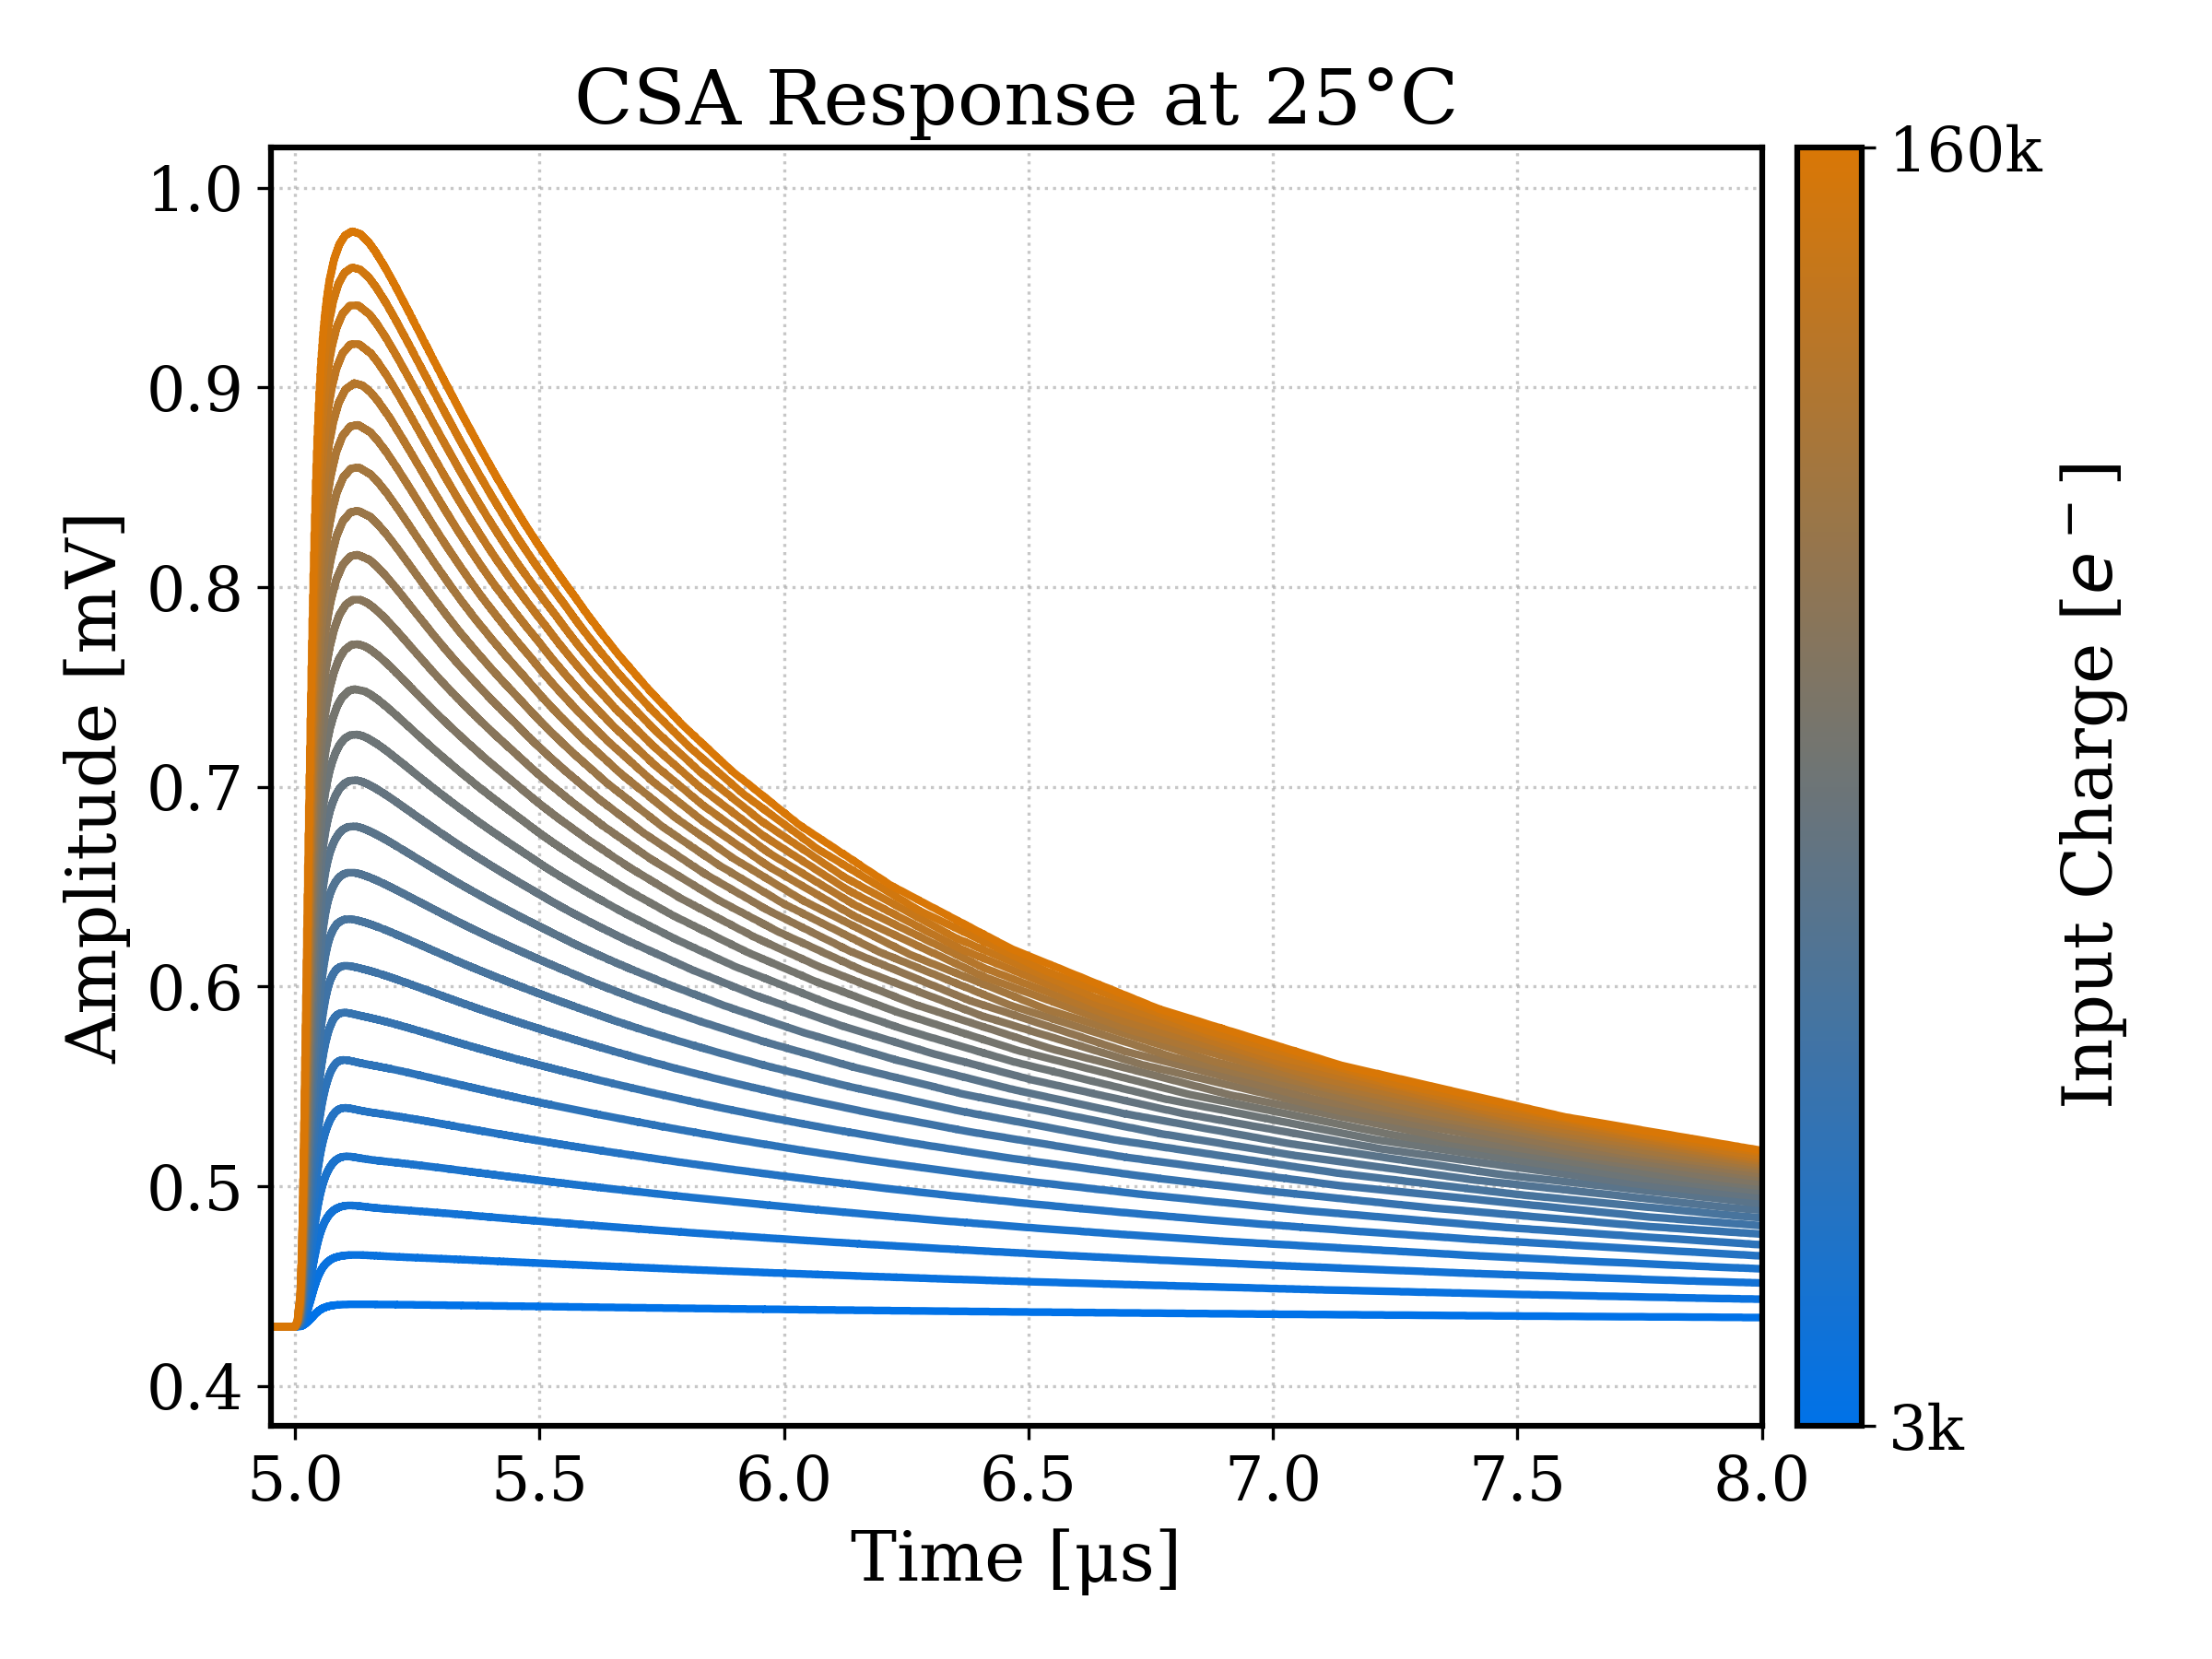 CSA Response at 25°C
Amplitude [mV]
1.0
0.9
0.8
0.7
0.6
0.5
0.4
5.0 5.5 6.0 6.5 7.0 7.5 8.0
Time [μs]
160k
3k
Input Charge [e⁻]